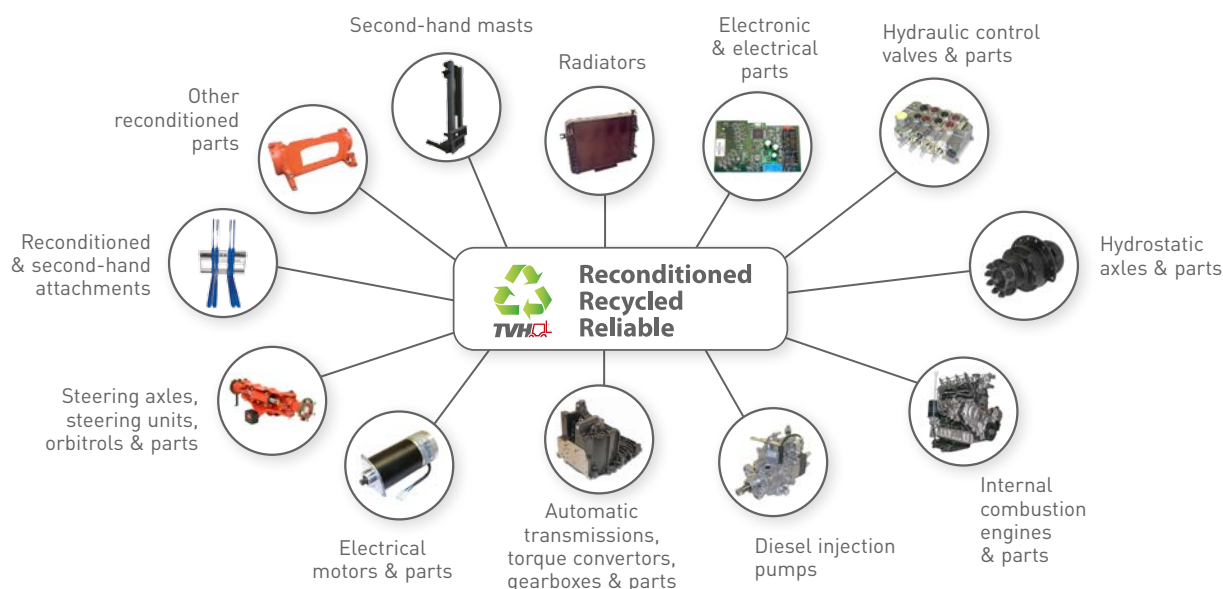 Second-hand masts
Radiators
Electronic
& electrical
parts
Hydraulic control
valves & parts
Other
reconditioned
parts
Reconditioned
& second-hand
attachments
Hydrostatic
axles & parts
Reconditioned
Recycled
Reliable
TVH
Steering axles,
steering units,
orbitrols & parts
Electrical
motors & parts
Automatic
transmissions,
torque convertors,
gearboxes & parts
Diesel injection
pumps
Internal
combustion
engines
& parts